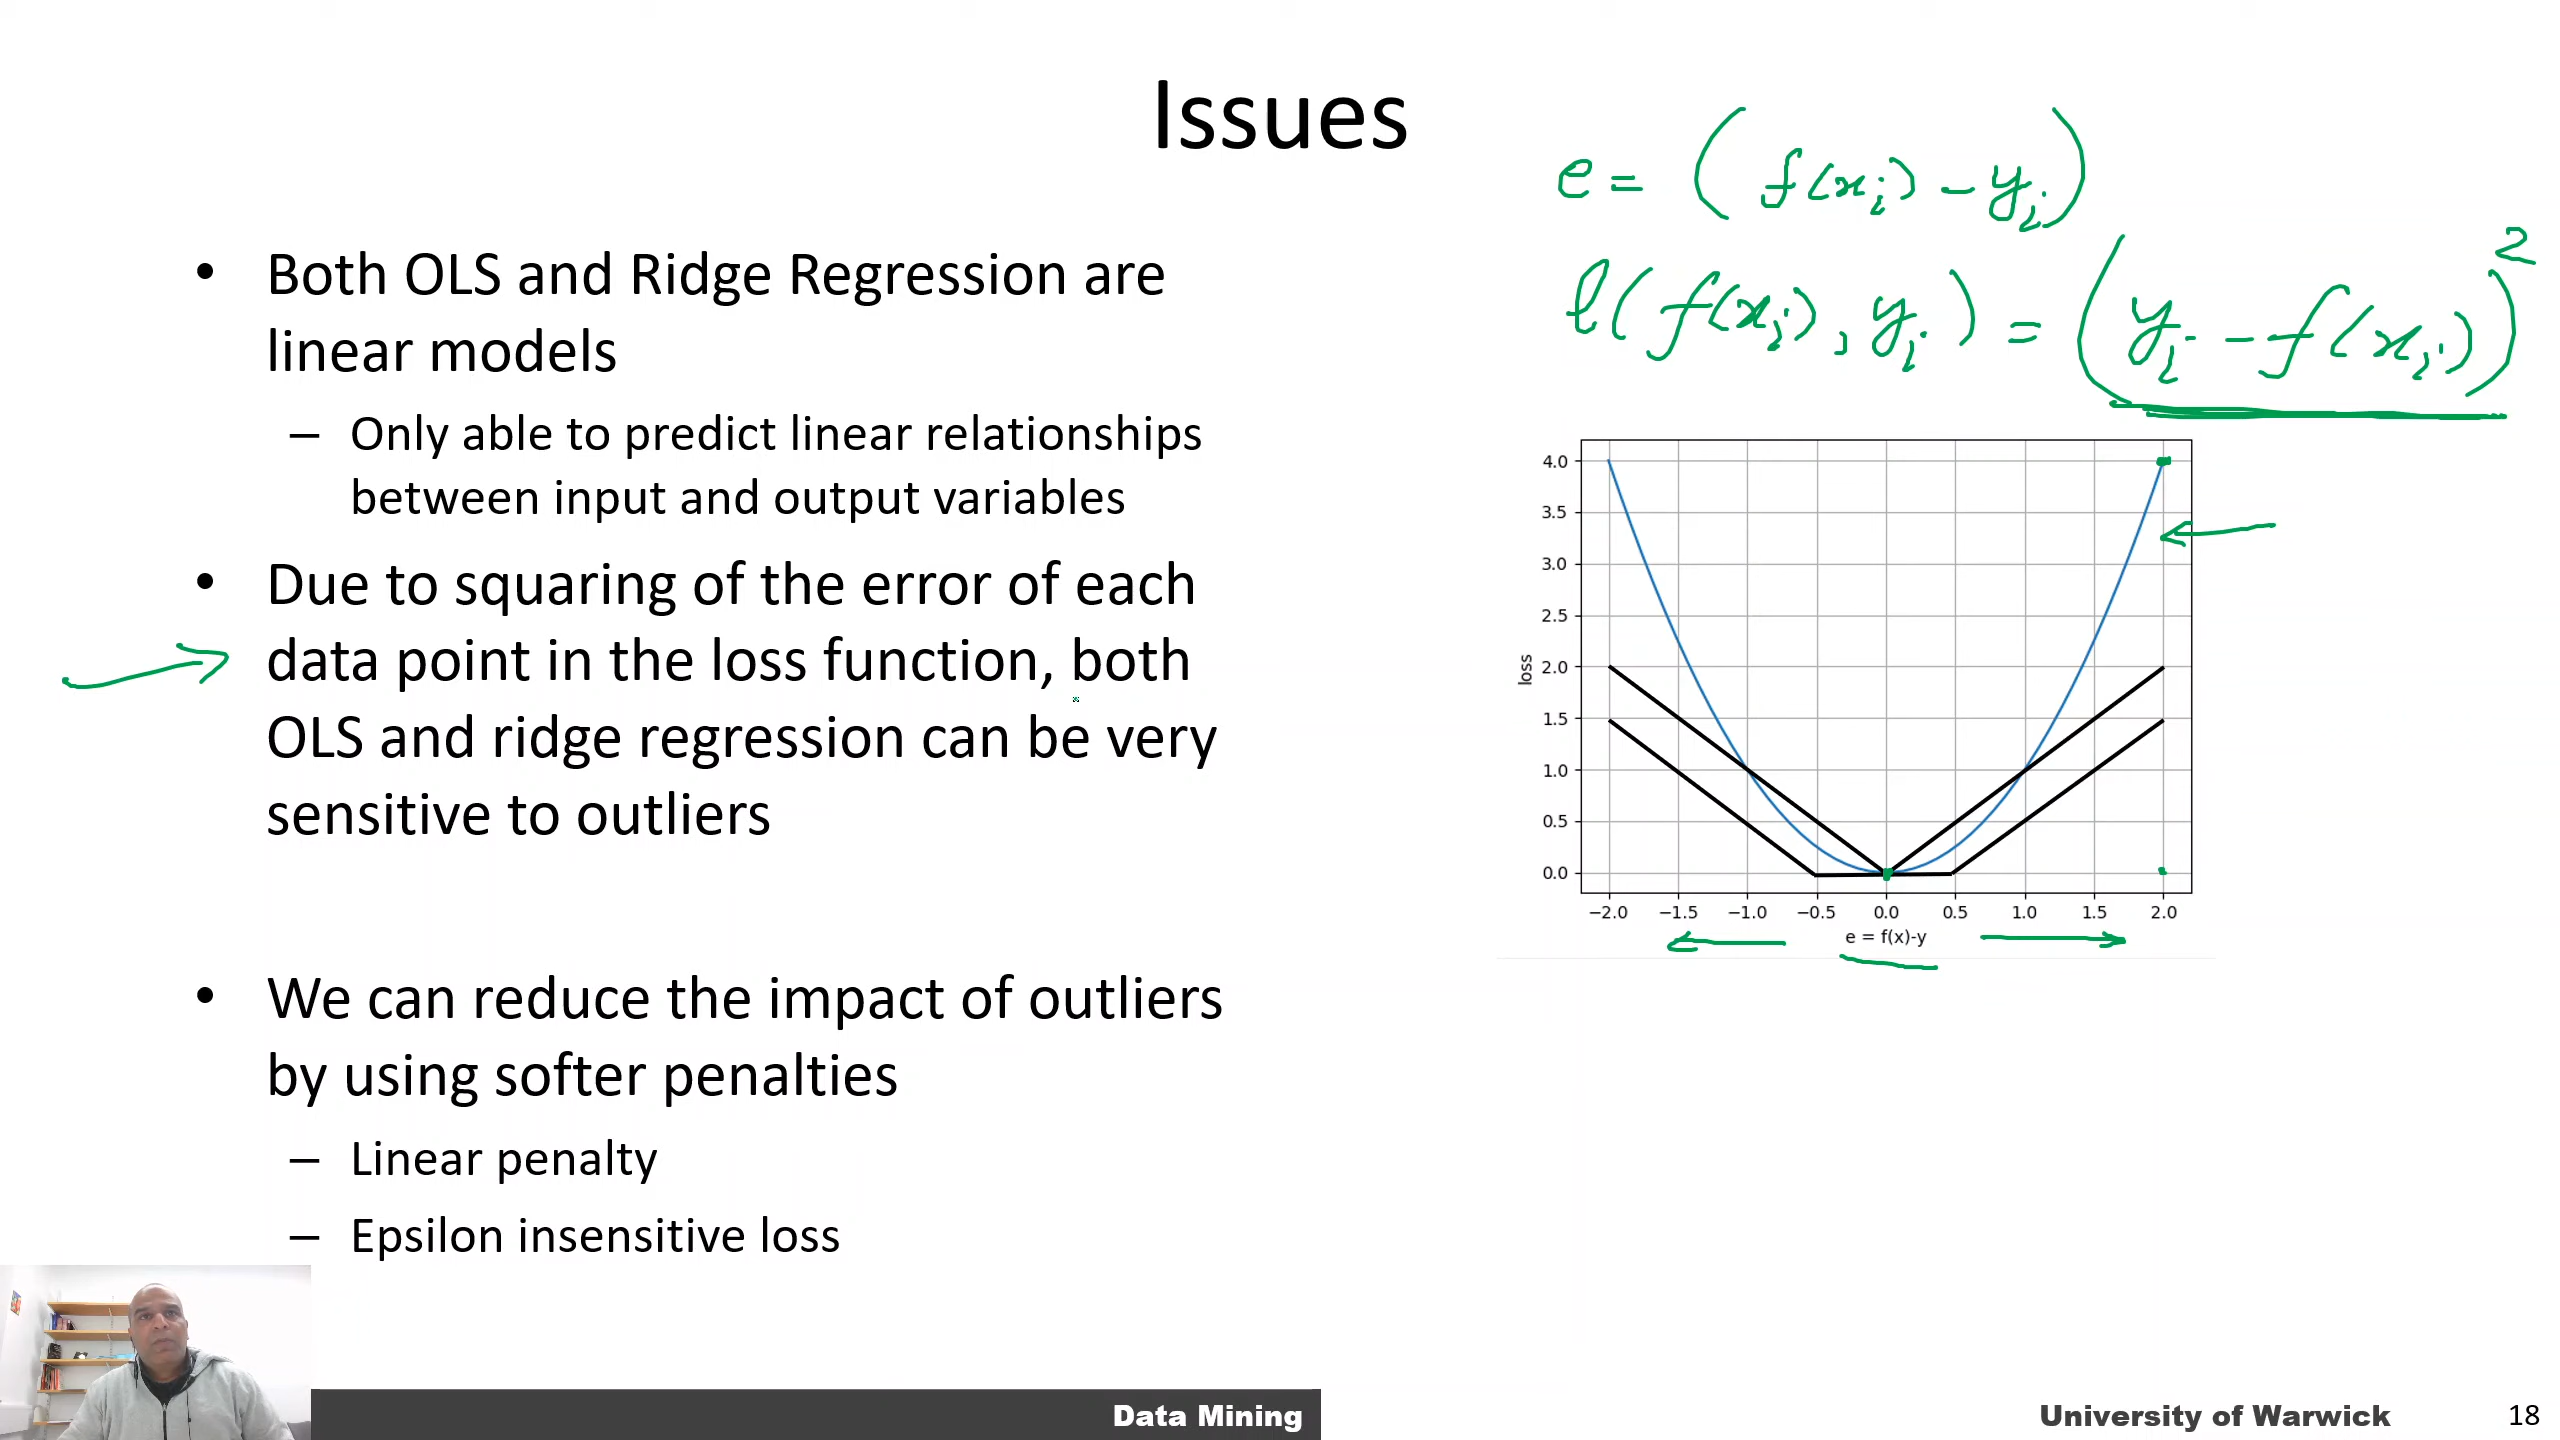 Issues
e = (f(xᵢ) - yᵢ)
l(f(xᵢ), yᵢ) = (yᵢ - f(xᵢ))²
• Both OLS and Ridge Regression are
linear models
– Only able to predict linear relationships
between input and output variables
• Due to squaring of the error of each
data point in the loss function, both
OLS and ridge regression can be very
sensitive to outliers
• We can reduce the impact of outliers
by using softer penalties
– Linear penalty
– Epsilon insensitive loss
4.0
3.5
3.0
2.5
2.0
1.5
1.0
0.5
0.0
loss
−2.0 −1.5 −1.0 −0.5 0.0 0.5 1.0 1.5 2.0
e = f(x)-y
Data Mining
University of Warwick 18